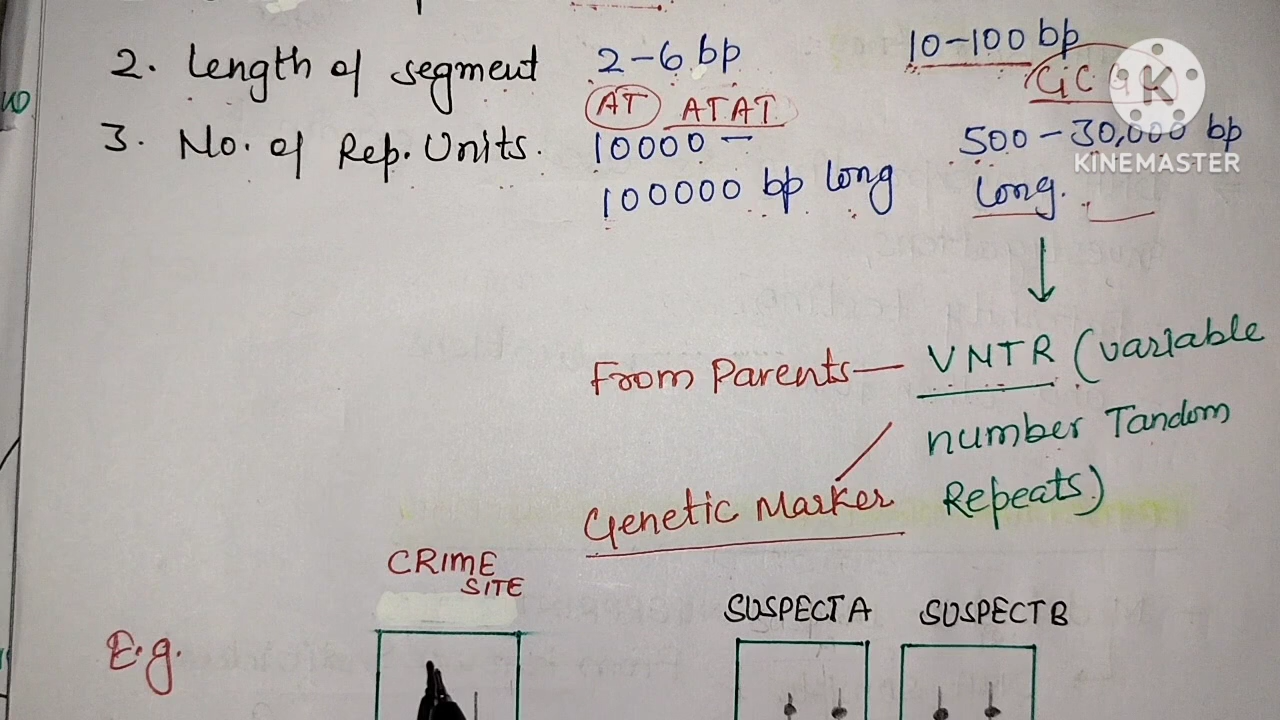 2. Length of segment 2-6 bp 10-100 bp
AT ATAT GCG
3. No. of Rep. Units. 10000 - 500-30,000 bp
100000 bp long long.
From Parents— VNTR (variable
number Tandom
Genetic Marker Repeats)
CRIME
SITE
SUSPECT A SUSPECT B
E.g.
KINEMASTER